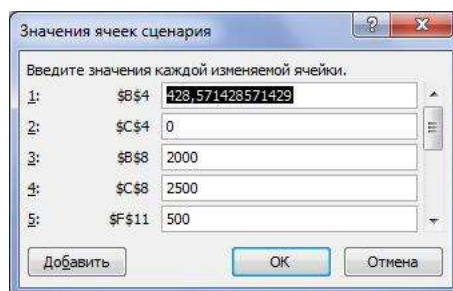 Значения ячеек сценария
Введите значения каждой изменяемой ячейки.
1: $B$4 428,571428571429
2: $C$4 0
3: $B$8 2000
4: $C$8 2500
5: $F$11 500
Добавить ОК Отмена